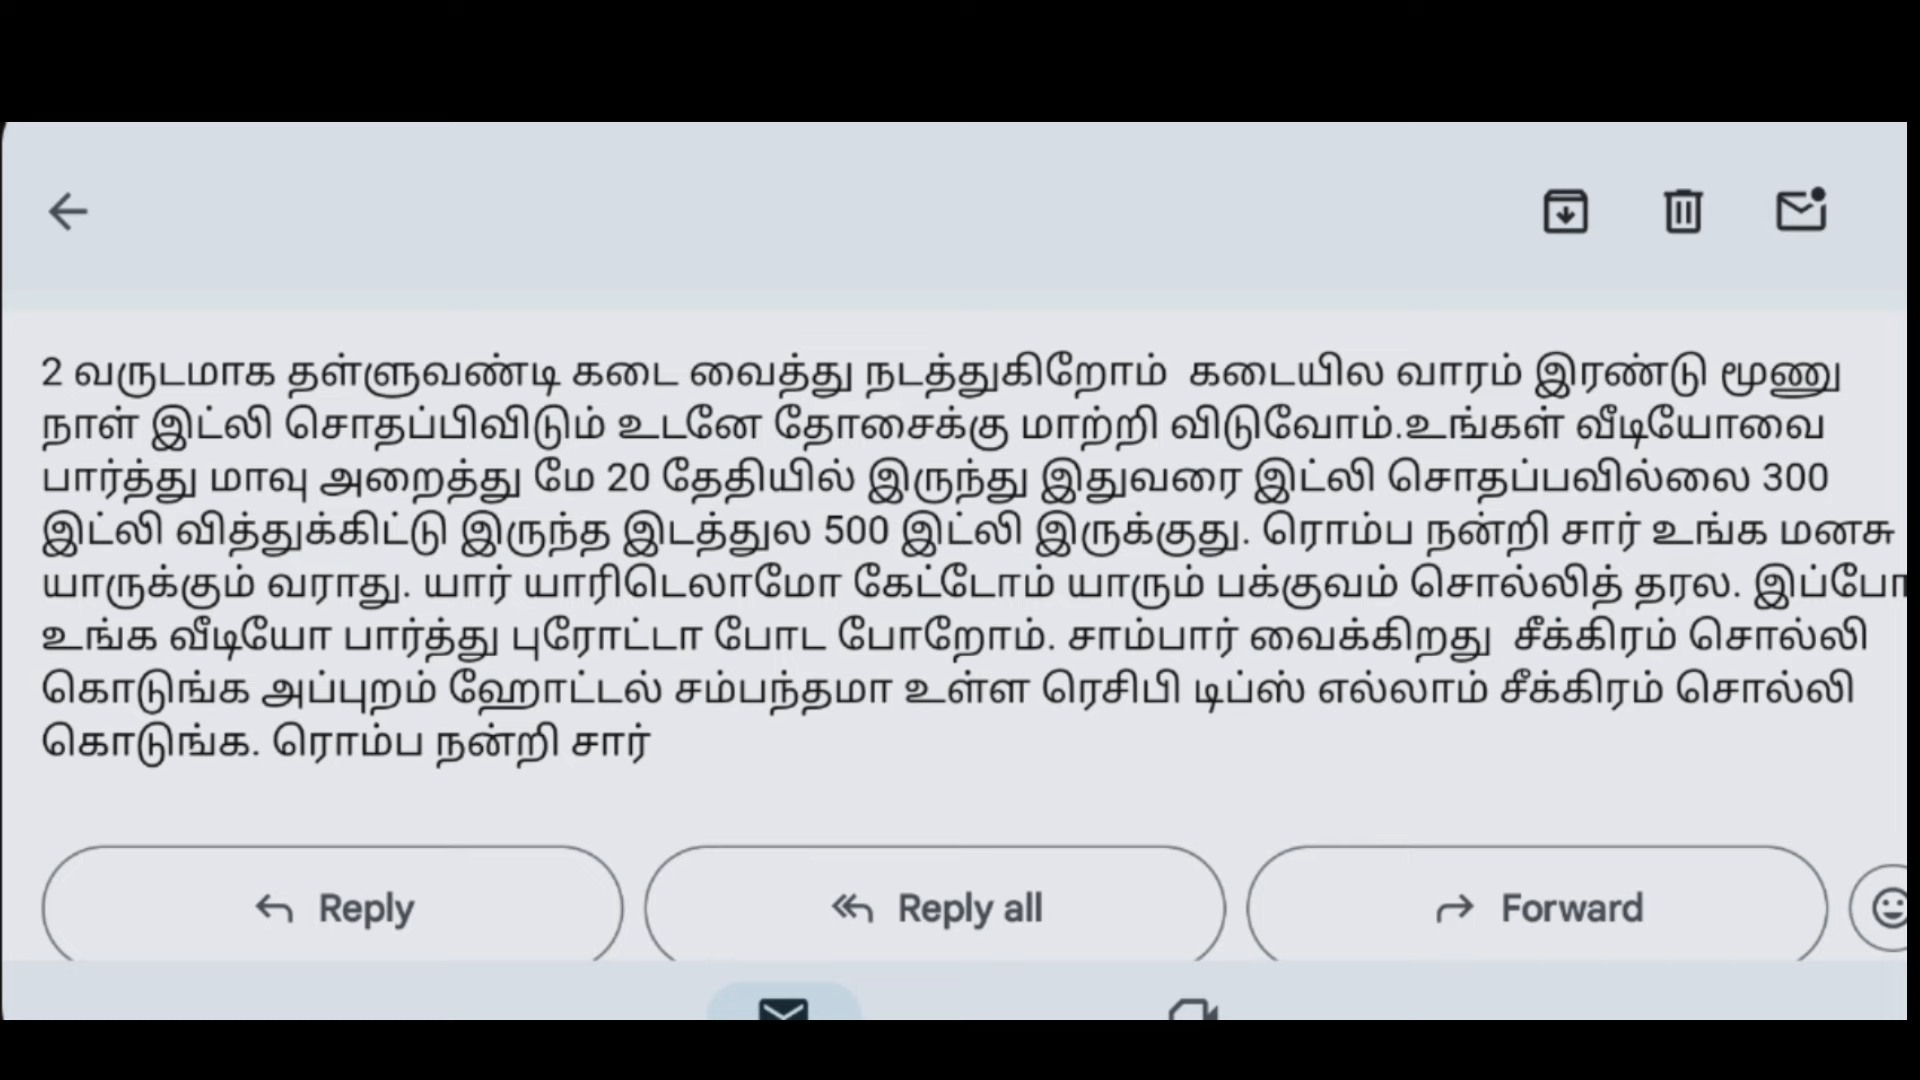 2 வருடமாக தள்ளுவண்டி கடை வைத்து நடத்துகிறோம்  கடையில வாரம் இரண்டு மூணு
நாள் இட்லி சொதப்பிவிடும் உடனே தோசைக்கு மாற்றி விடுவோம்.உங்கள் வீடியோவை
பார்த்து மாவு அறைத்து மே 20 தேதியில் இருந்து இதுவரை இட்லி சொதப்பவில்லை 300
இட்லி வித்துக்கிட்டு இருந்த இடத்துல 500 இட்லி இருக்குது. ரொம்ப நன்றி சார் உங்க மனசு
யாருக்கும் வராது. யார் யாரிடெலாமோ கேட்டோம் யாரும் பக்குவம் சொல்லித் தரல. இப்போ
உங்க வீடியோ பார்த்து புரோட்டா போட போறோம். சாம்பார் வைக்கிறது  சீக்கிரம் சொல்லி
கொடுங்க அப்புறம் ஹோட்டல் சம்பந்தமா உள்ள ரெசிபி டிப்ஸ் எல்லாம் சீக்கிரம் சொல்லி
கொடுங்க. ரொம்ப நன்றி சார்
Reply Reply all Forward